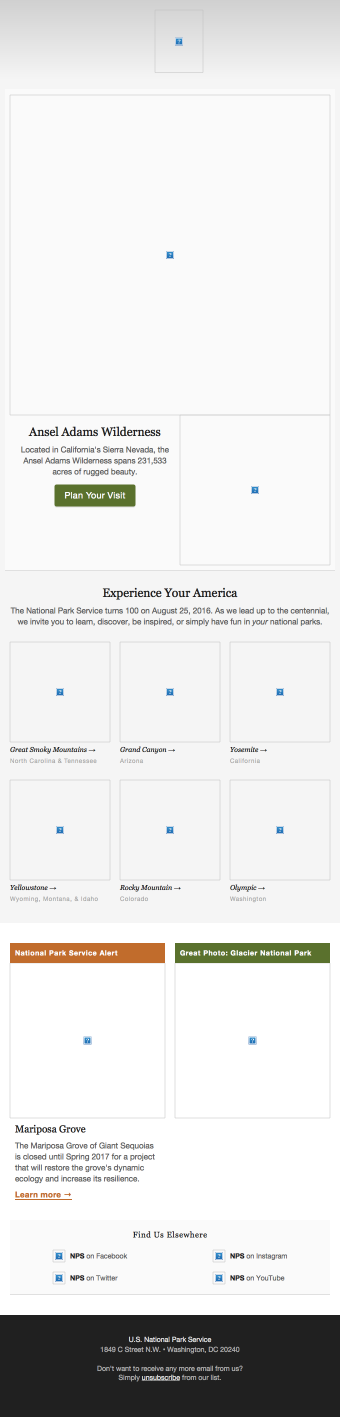 Ansel Adams Wilderness
Located in California's Sierra Nevada, the
Ansel Adams Wilderness spans 231,533
acres of rugged beauty.
Plan Your Visit
Experience Your America
The National Park Service turns 100 on August 25, 2016. As we lead up to the centennial,
we invite you to learn, discover, be inspired, or simply have fun in your national parks.
Great Smoky Mountains →
North Carolina & Tennessee
Grand Canyon →
Arizona
Yosemite →
California
Yellowstone →
Wyoming, Montana, & Idaho
Rocky Mountain →
Colorado
Olympic →
Washington
National Park Service Alert
Mariposa Grove
The Mariposa Grove of Giant Sequoias
is closed until Spring 2017 for a project
that will restore the grove's dynamic
ecology and increase its resilience.
Learn more →
Great Photo: Glacier National Park
Find Us Elsewhere
NPS on Facebook
NPS on Instagram
NPS on Twitter
NPS on YouTube
U.S. National Park Service
1849 C Street N.W. • Washington, DC 20240
Don't want to receive any more email from us?
Simply unsubscribe from our list.